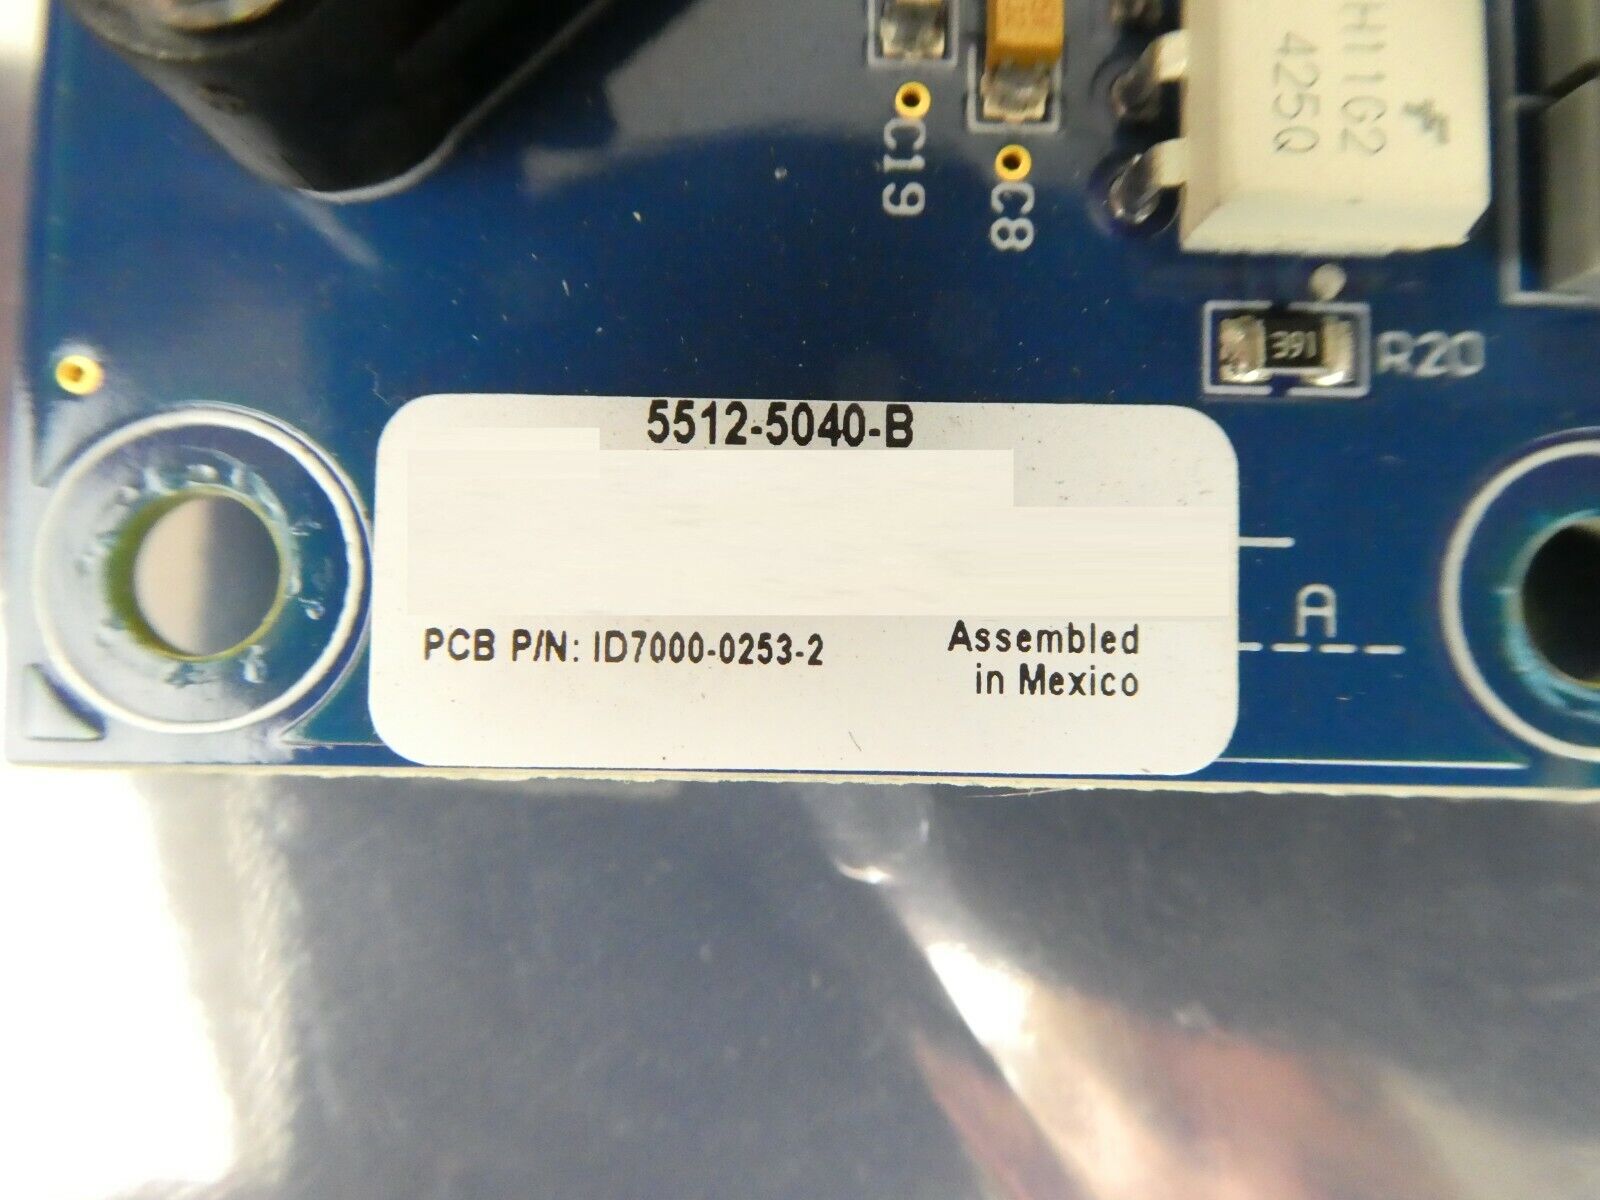 H11G2
425Q
C19
C8
391
R20
5512-5040-B
PCB P/N: ID7000-0253-2
Assembled
in Mexico
A